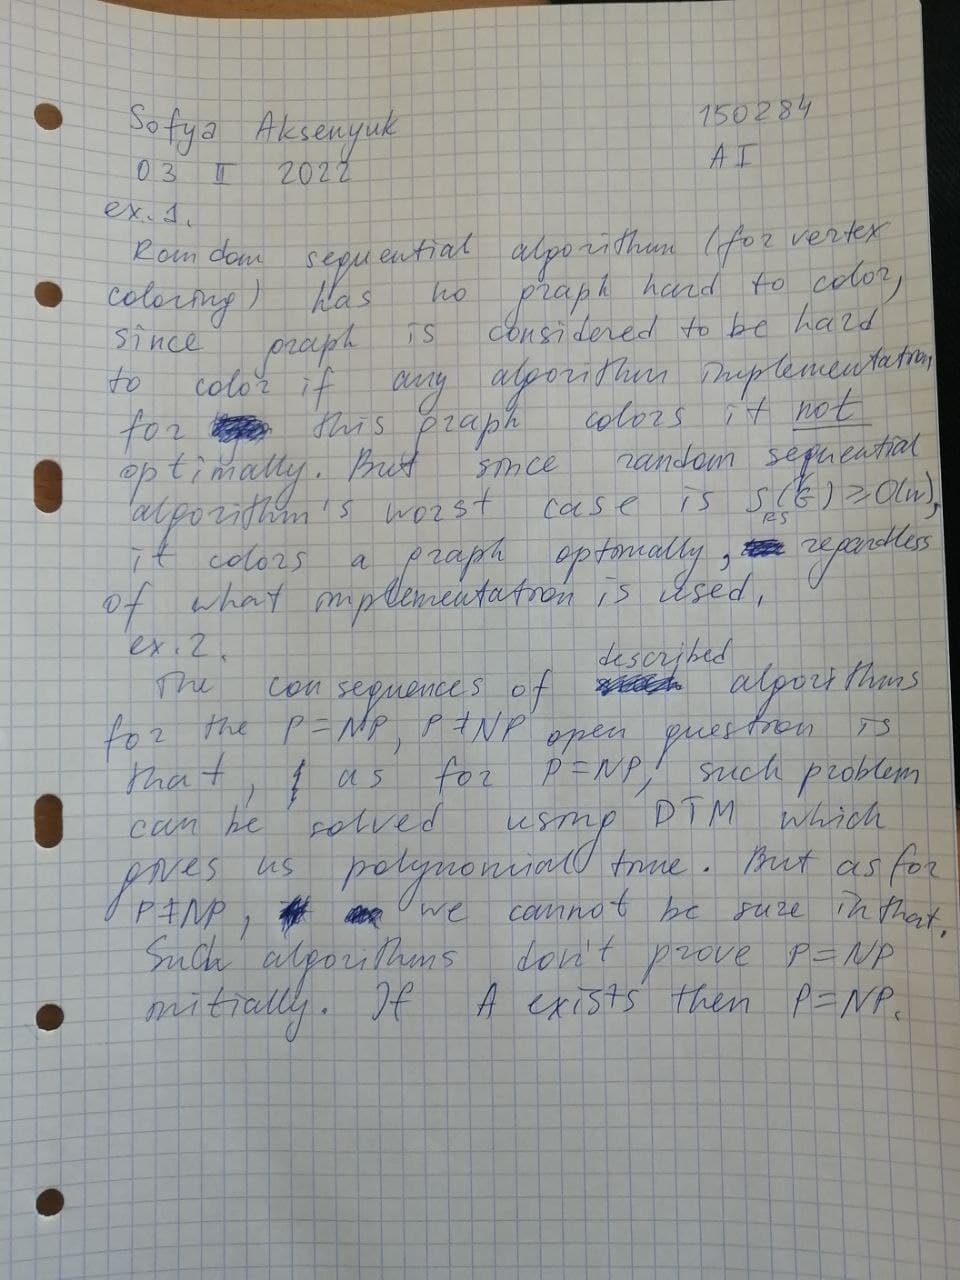 Sofya Aksenyuk 150284
03 II 2022 AI
ex. 1.
Random sequential algorithm (for vertex
coloring) has no graph hard to color,
since graph is considered to be hard
to color if any algorithm implementation
for this graph colors it not
optimally. But since random sequential
algorithm's worst case is S_RS(G) ≥ O(n),
it colors a graph optimally, regardless
of what implementation is used.
ex. 2.
The consequences of described algorithms
for the P=NP, P≠NP open question is
that, as for P=NP, such problem
can be solved using DTM which
gives us polynomial time. But as for
P≠NP, we cannot be sure in that.
Such algorithms don't prove P=NP
initially. If A exists then P=NP.